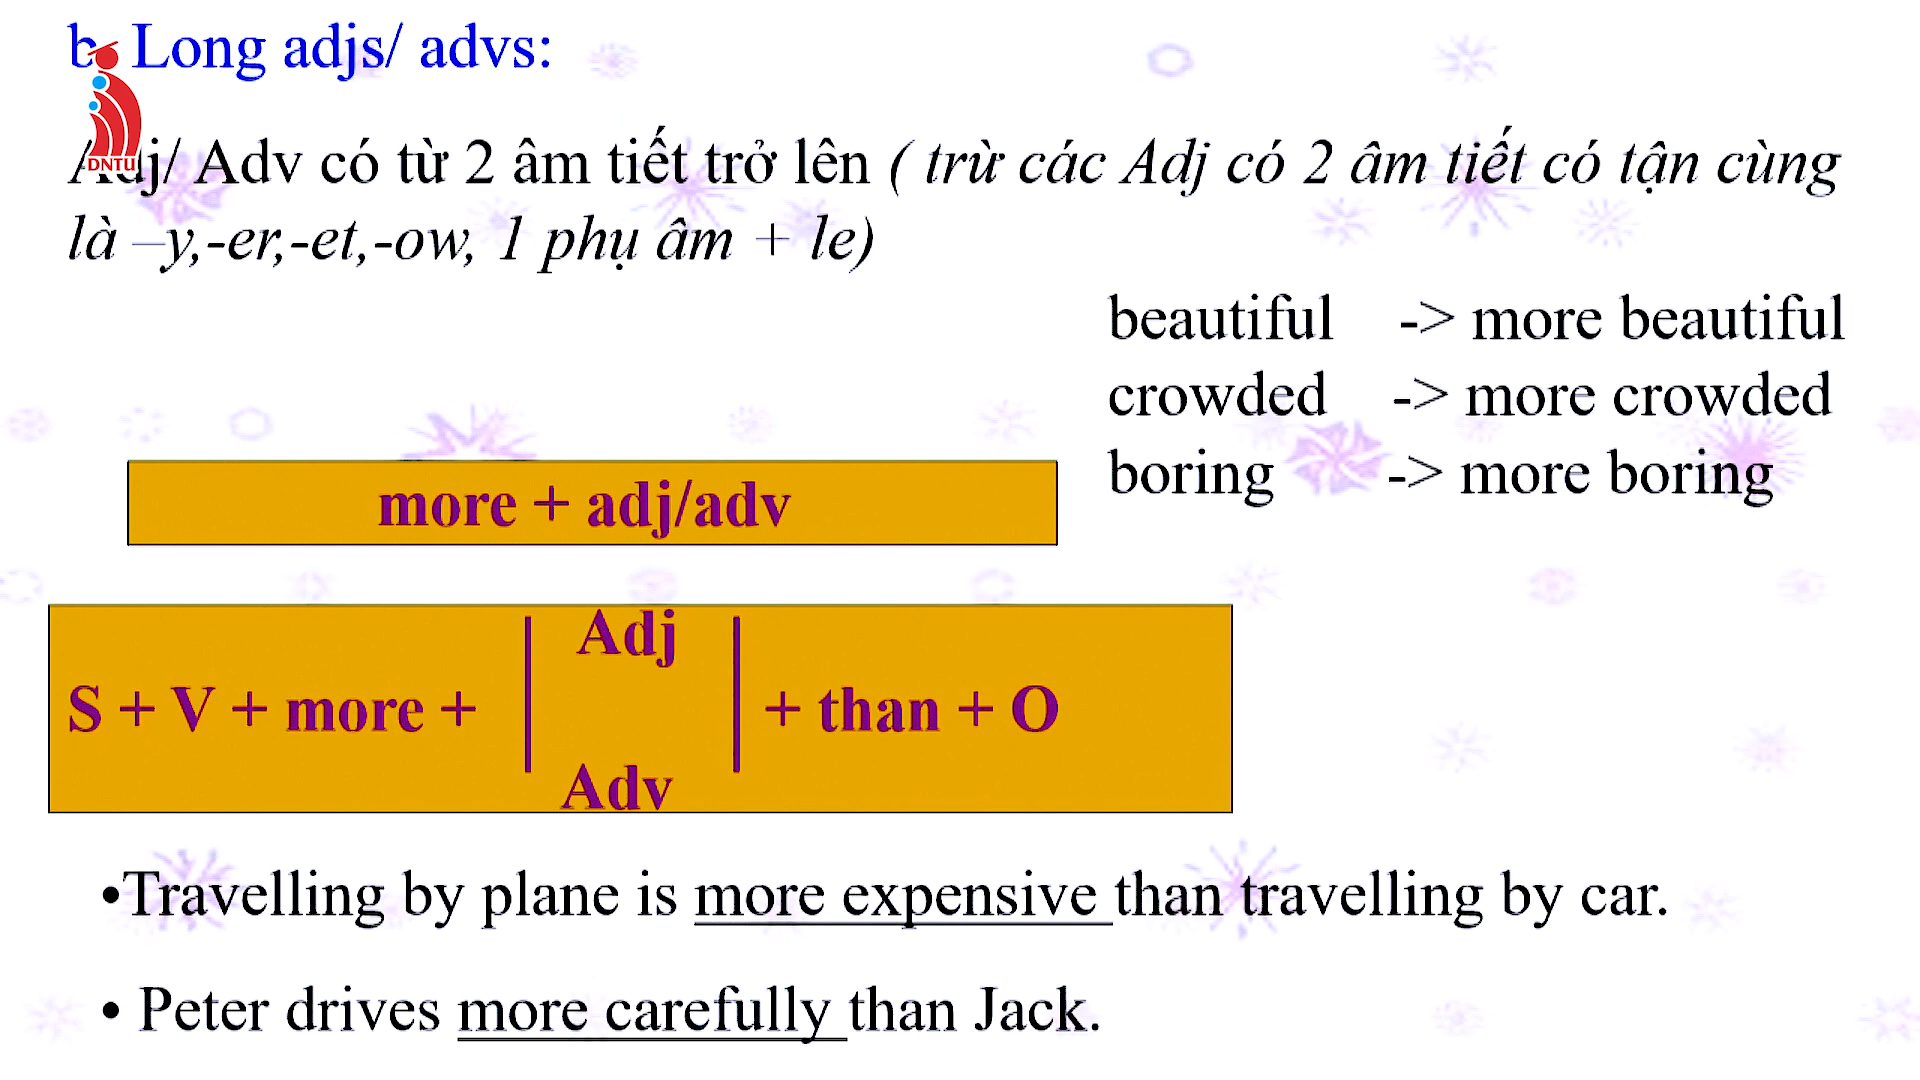 b. Long adjs/ advs:
DNTU
Adj/ Adv có từ 2 âm tiết trở lên ( trừ các Adj có 2 âm tiết có tận cùng
là –y,-er,-et,-ow, 1 phụ âm + le)
beautiful -> more beautiful
crowded -> more crowded
boring -> more boring
more + adj/adv
Adj
S + V + more + + than + O
Adv
•Travelling by plane is more expensive than travelling by car.
• Peter drives more carefully than Jack.